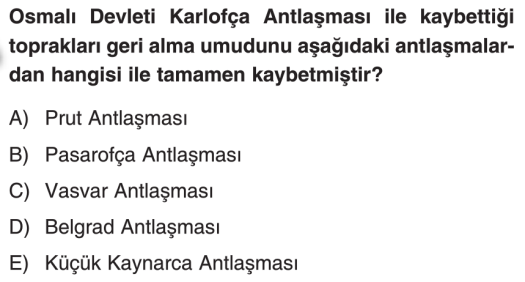 Osmalı Devleti Karlofça Antlaşması ile kaybettiği
toprakları geri alma umudunu aşağıdaki antlaşmalar-
dan hangisi ile tamamen kaybetmiştir?
A) Prut Antlaşması
B) Pasarofça Antlaşması
C) Vasvar Antlaşması
D) Belgrad Antlaşması
E) Küçük Kaynarca Antlaşması